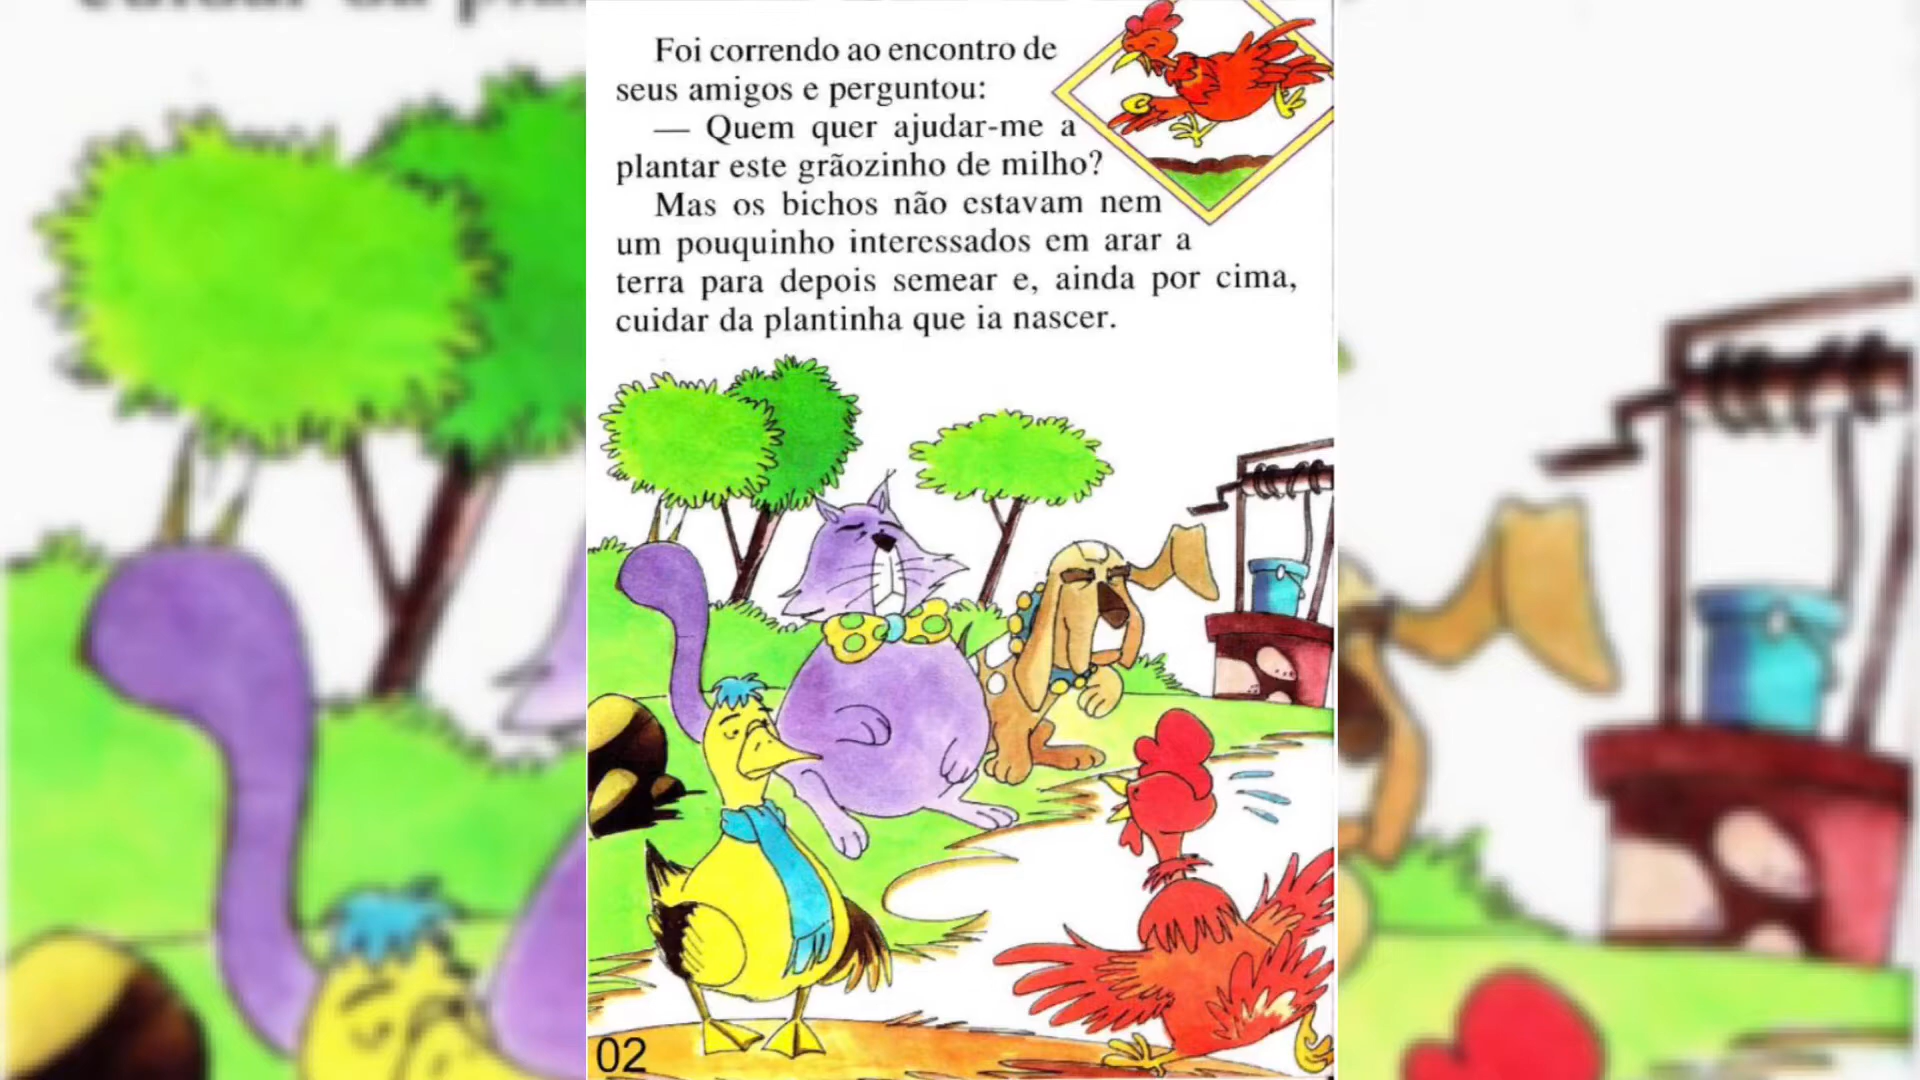 Foi correndo ao encontro de
seus amigos e perguntou:
— Quem quer ajudar-me a
plantar este grãozinho de milho?
Mas os bichos não estavam nem
um pouquinho interessados em arar a
terra para depois semear e, ainda por cima,
cuidar da plantinha que ia nascer.
02